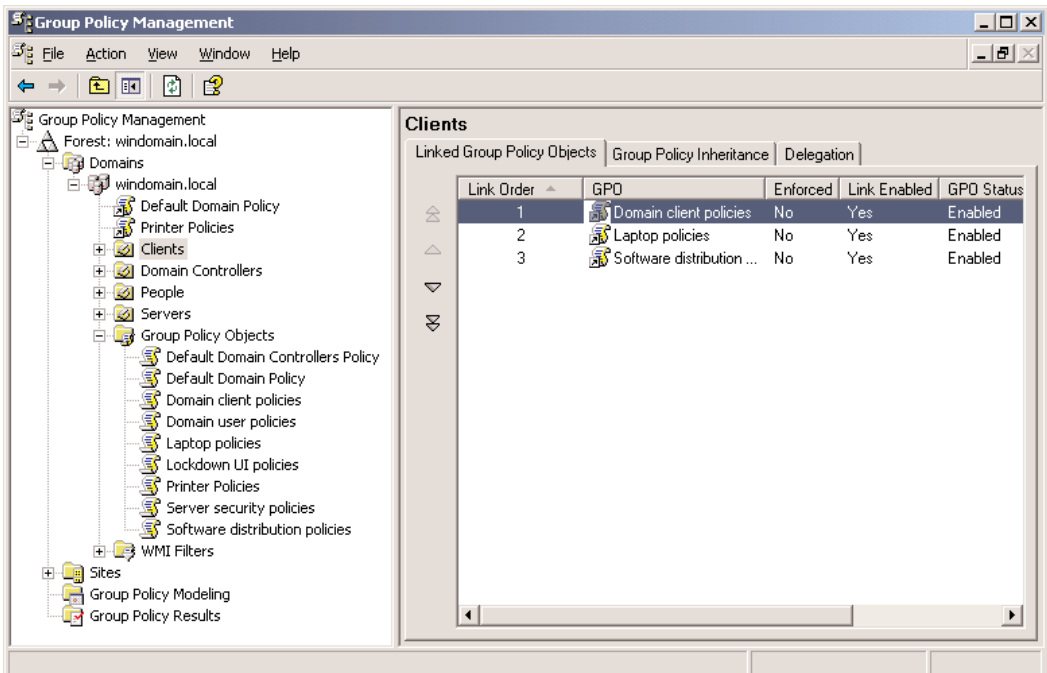 Group Policy Management
File Action View Window Help
Group Policy Management
Forest: windomain.local
Domains
windomain.local
Default Domain Policy
Printer Policies
Clients
Domain Controllers
People
Servers
Group Policy Objects
Default Domain Controllers Policy
Default Domain Policy
Domain client policies
Domain user policies
Laptop policies
Lockdown UI policies
Printer Policies
Server security policies
Software distribution policies
WMI Filters
Sites
Group Policy Modeling
Group Policy Results
Clients
Linked Group Policy Objects Group Policy Inheritance Delegation
Link Order GPO Enforced Link Enabled GPO Status
1 Domain client policies No Yes Enabled
2 Laptop policies No Yes Enabled
3 Software distribution ... No Yes Enabled